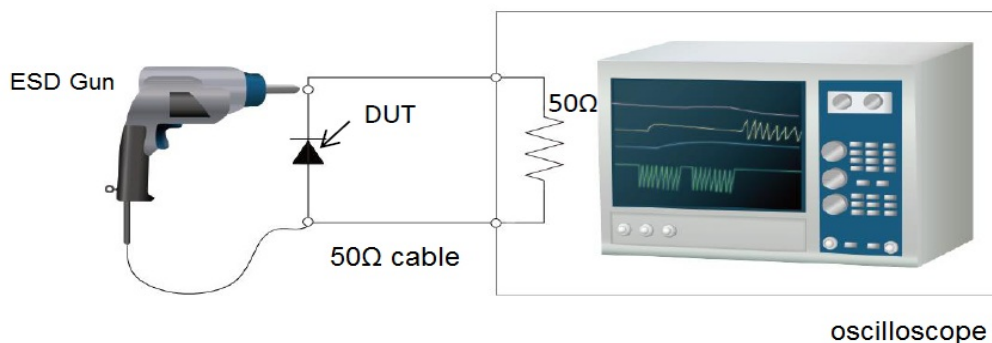 ESD Gun
DUT
50Ω
50Ω cable
oscilloscope